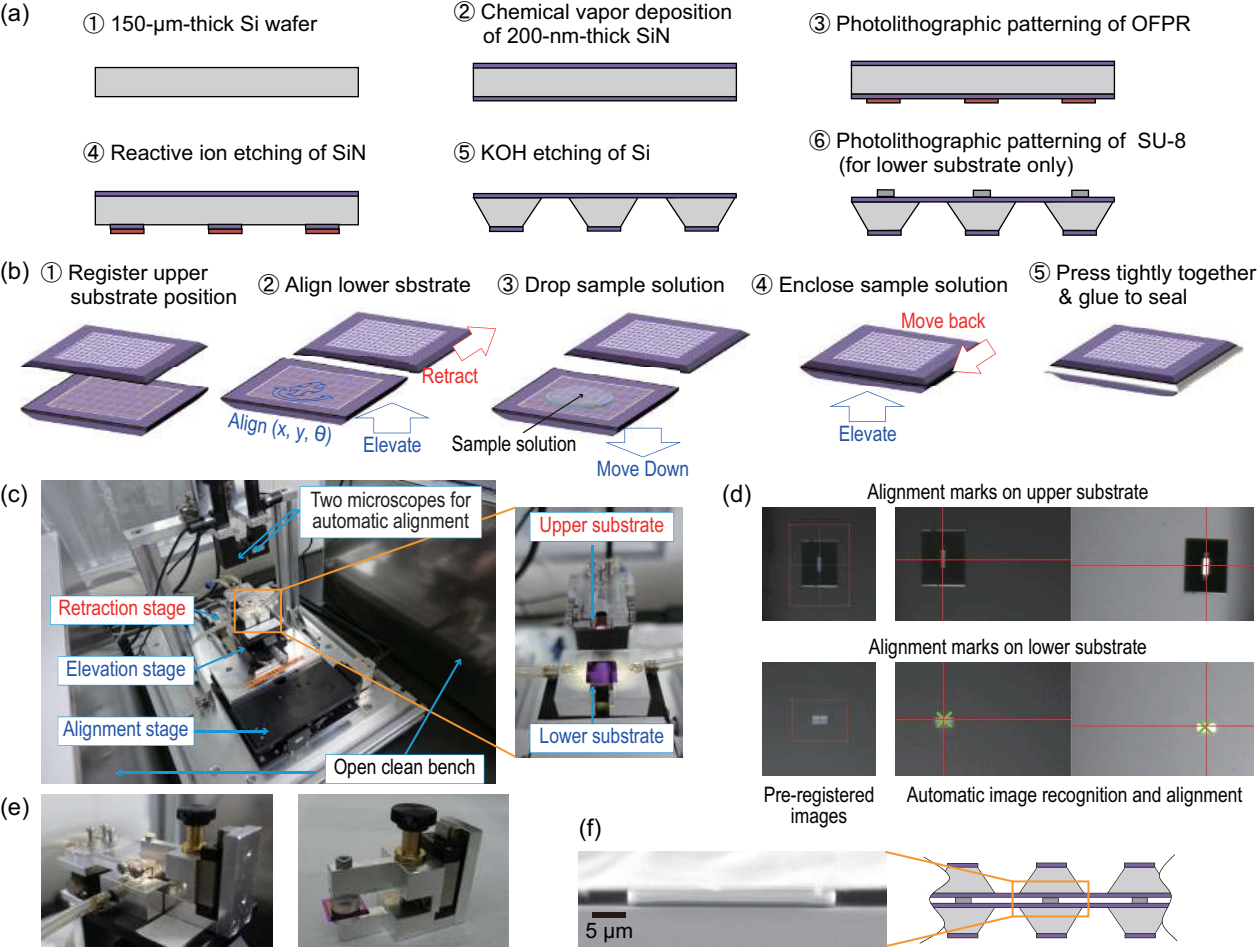 (a)
① 150-μm-thick Si wafer
② Chemical vapor deposition
of 200-nm-thick SiN
③ Photolithographic patterning of OFPR
④ Reactive ion etching of SiN
⑤ KOH etching of Si
⑥ Photolithographic patterning of SU-8
(for lower substrate only)
(b)
① Register upper
substrate position
② Align lower sbstrate
③ Drop sample solution
④ Enclose sample solution
⑤ Press tightly together
& glue to seal
Retract
Align (x, y, θ)
Elevate
Sample solution
Move Down
Move back
Elevate
(c)
Two microscopes for
automatic alignment
Retraction stage
Elevation stage
Alignment stage
Open clean bench
Upper substrate
Lower substrate
(d)
Alignment marks on upper substrate
Alignment marks on lower substrate
Pre-registered
images
Automatic image recognition and alignment
(e)
(f)
5 μm